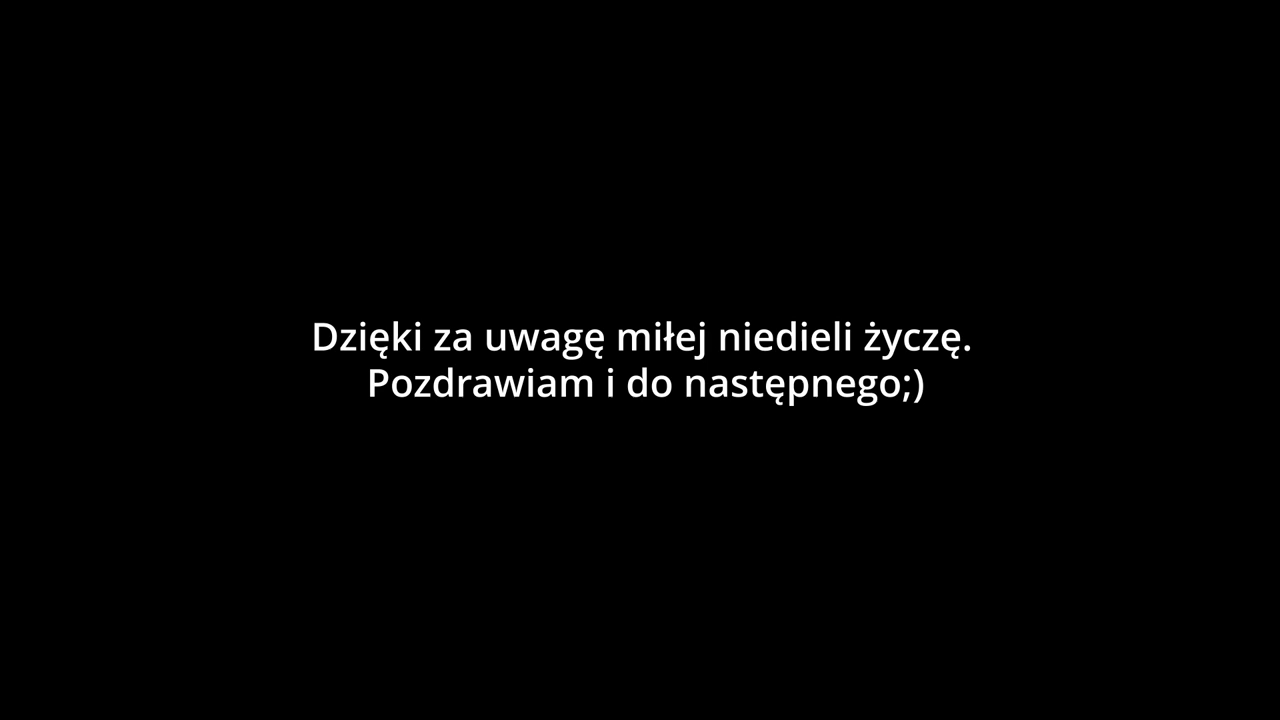 Dzięki za uwagę miłej niedieli życzę.
Pozdrawiam i do następnego;)